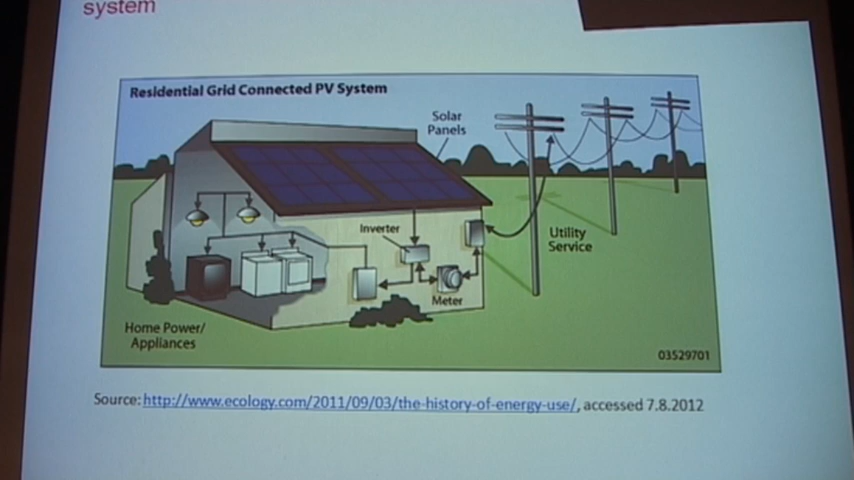 system
Residential Grid Connected PV System
Solar
Panels
Inverter
Utility
Service
Meter
Home Power/
Appliances
03529701
Source: http://www.ecology.com/2011/09/03/the-history-of-energy-use/, accessed 7.8.2012